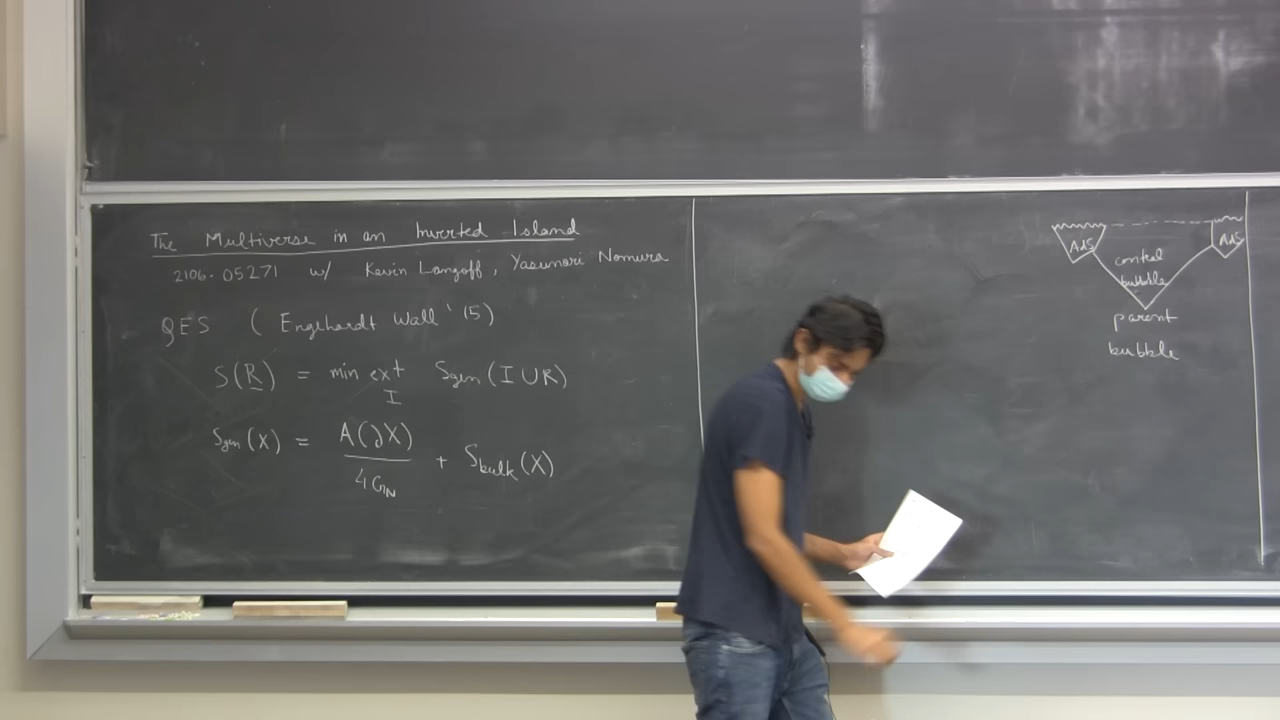 The Multiverse in an Inverted Island
2106.05271 w/ Kevin Langoff, Yasunori Nomura
QES (Engelhardt Wall '15)
S(R) = min ext S_gen(I ∪ R)
I
S_gen(X) = A(∂X) / 4G_N + S_bulk(X)
AdS
AdS
central
bubble
parent
bubble